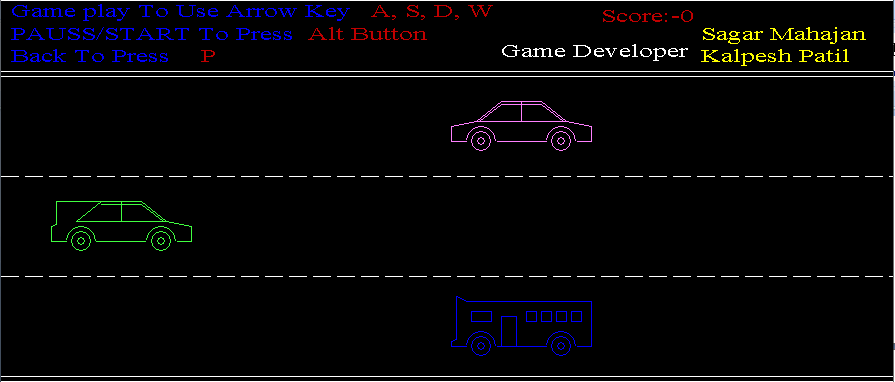 Game play To Use Arrow Key A, S, D, W
Score:-0
PAUSS/START To Press Alt Button
Sagar Mahajan
Back To Press P
Game Developer
Kalpesh Patil